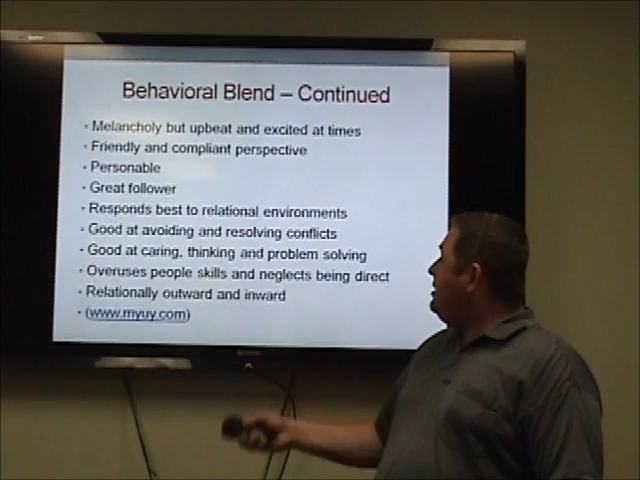 Behavioral Blend – Continued
• Melancholy but upbeat and excited at times
• Friendly and compliant perspective
• Personable
• Great follower
• Responds best to relational environments
• Good at avoiding and resolving conflicts
• Good at caring, thinking and problem solving
• Overuses people skills and neglects being direct
• Relationally outward and inward
• (www.myuy.com)